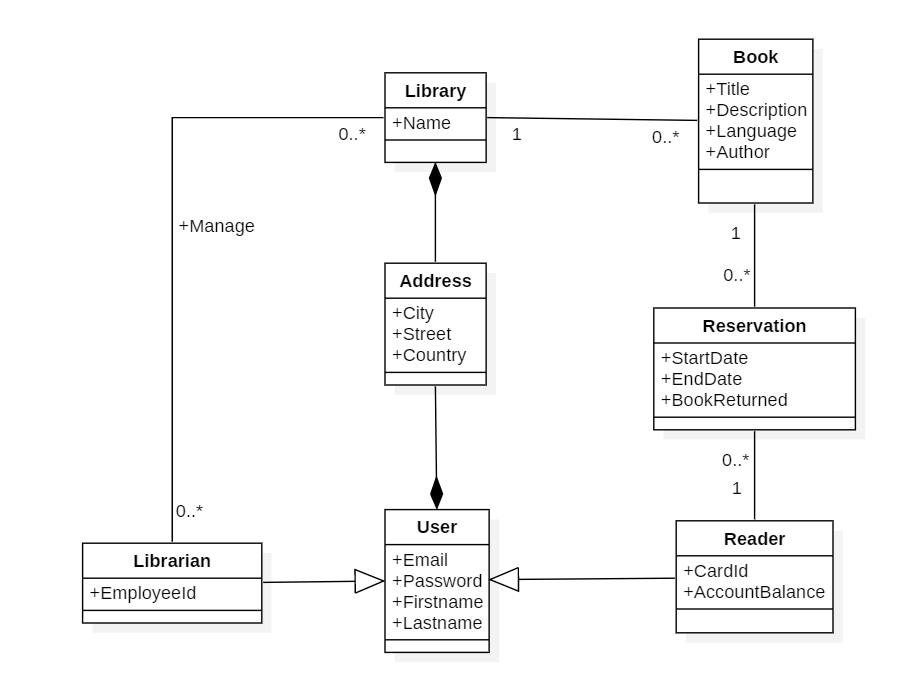 Book
+Title
+Description
+Language
+Author
Library
+Name
0..*
1
0..*
+Manage
1
0..*
Address
+City
+Street
+Country
Reservation
+StartDate
+EndDate
+BookReturned
0..*
1
0..*
Librarian
+EmployeeId
User
+Email
+Password
+Firstname
+Lastname
Reader
+CardId
+AccountBalance